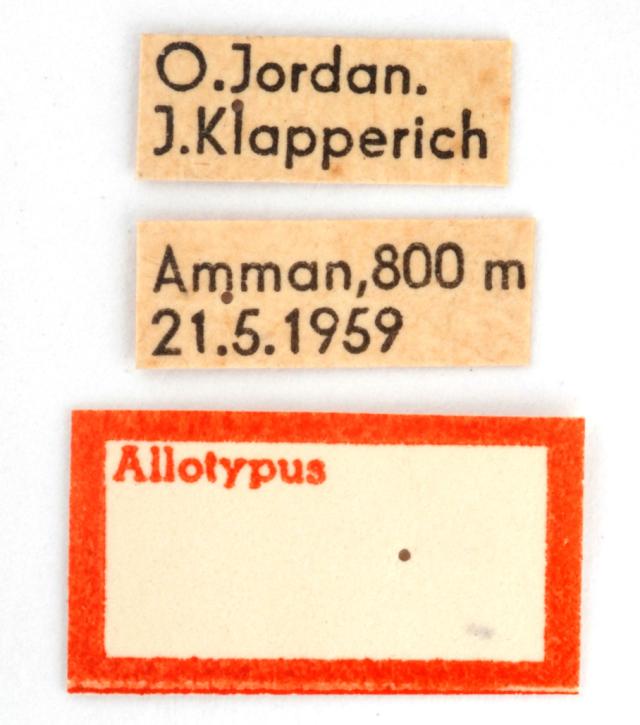 O.Jordan.
J.Klapperich
Amman,800 m
21.5.1959
Allotypus